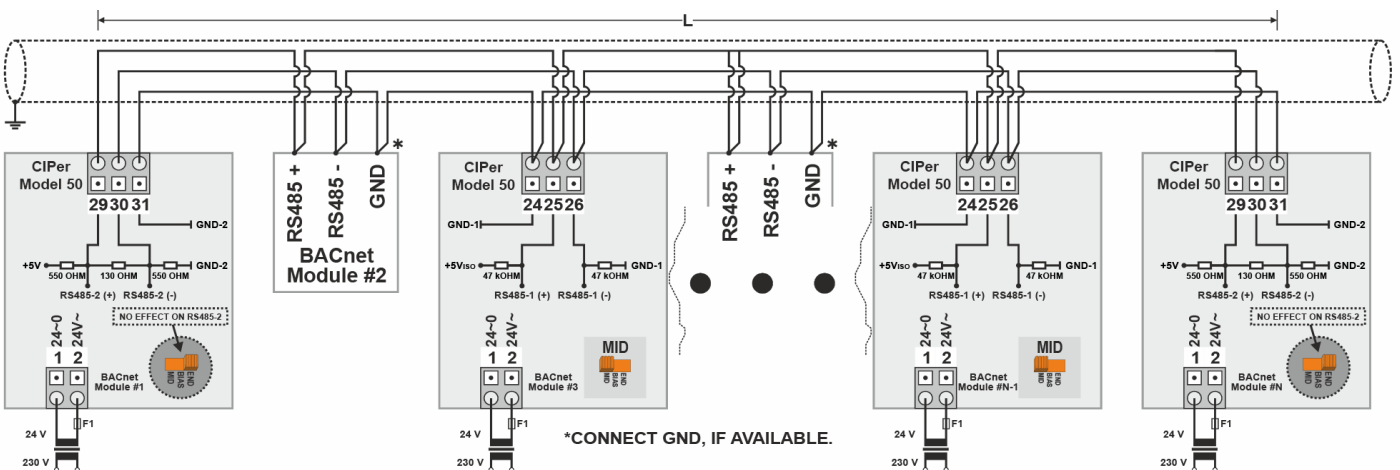 L
CIPer
Model 50
29 30 31
GND-2
+5V
550 OHM
130 OHM
550 OHM
GND-2
RS485-2 (+) RS485-2 (-)
NO EFFECT ON RS485-2
24~0
24V~
1 2
MID
BIAS
END
BACnet
Module #1
F1
24 V
230 V
*
RS485 +
RS485 -
GND
BACnet
Module #2
CIPer
Model 50
24 25 26
GND-1
+5VISO
47 kOHM
47 kOHM
GND-1
RS485-1 (+) RS485-1 (-)
24~0
24V~
1 2
MID
MID
BIAS
END
BACnet
Module #3
F1
24 V
230 V
*
RS485 +
RS485 -
GND
*CONNECT GND, IF AVAILABLE.
CIPer
Model 50
24 25 26
GND-1
+5VISO
47 kOHM
47 kOHM
GND-1
RS485-1 (+) RS485-1 (-)
24~0
24V~
1 2
MID
MID
BIAS
END
BACnet
Module #N-1
F1
24 V
230 V
CIPer
Model 50
29 30 31
GND-2
+5V
550 OHM
130 OHM
550 OHM
GND-2
RS485-2 (+) RS485-2 (-)
NO EFFECT ON RS485-2
24~0
24V~
1 2
MID
BIAS
END
BACnet
Module #N
F1
24 V
230 V